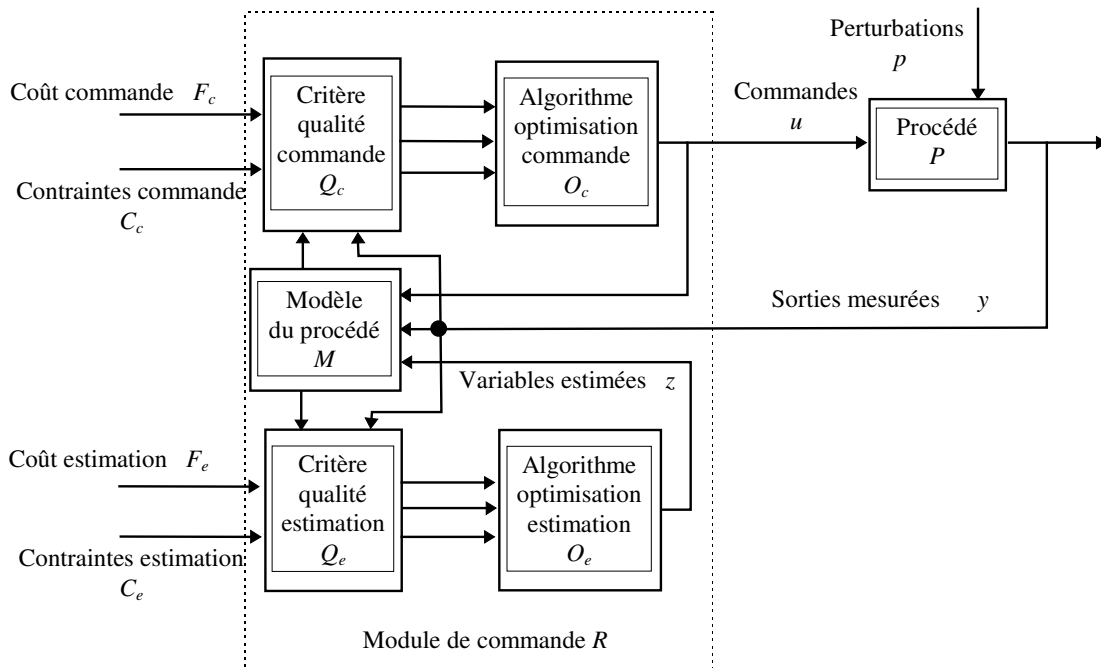 Perturbations
p
Coût commande F_c
Critère
qualité
commande
Q_c
Algorithme
optimisation
commande
O_c
Commandes
u
Procédé
P
Contraintes commande
C_c
Modèle
du procédé
M
Sorties mesurées y
Variables estimées z
Coût estimation F_e
Critère
qualité
estimation
Q_e
Algorithme
optimisation
estimation
O_e
Contraintes estimation
C_e
Module de commande R